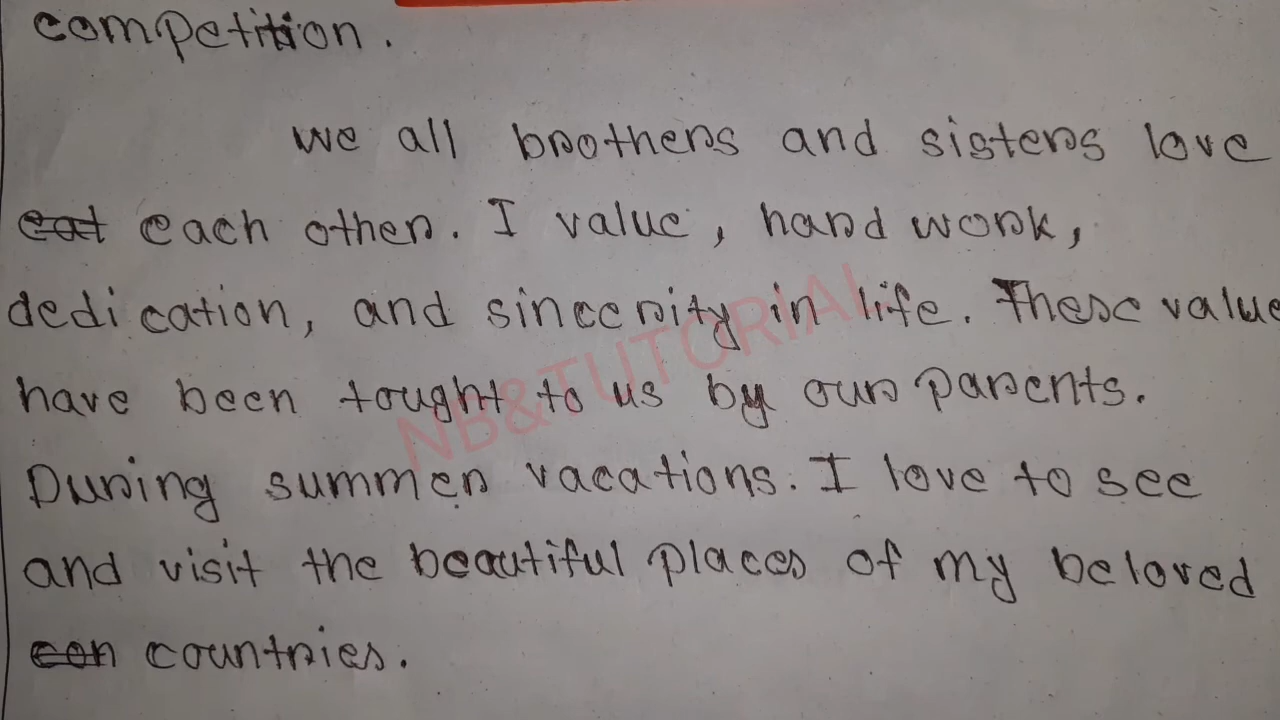 competition.
We all brothers and sisters love
eat each other. I value, hard work,
dedication, and sincerity in life. These value
have been tought to us by our parents.
During summer vacations. I love to see
and visit the beautiful places of my beloved
con countries.
NB&TUTORIAL